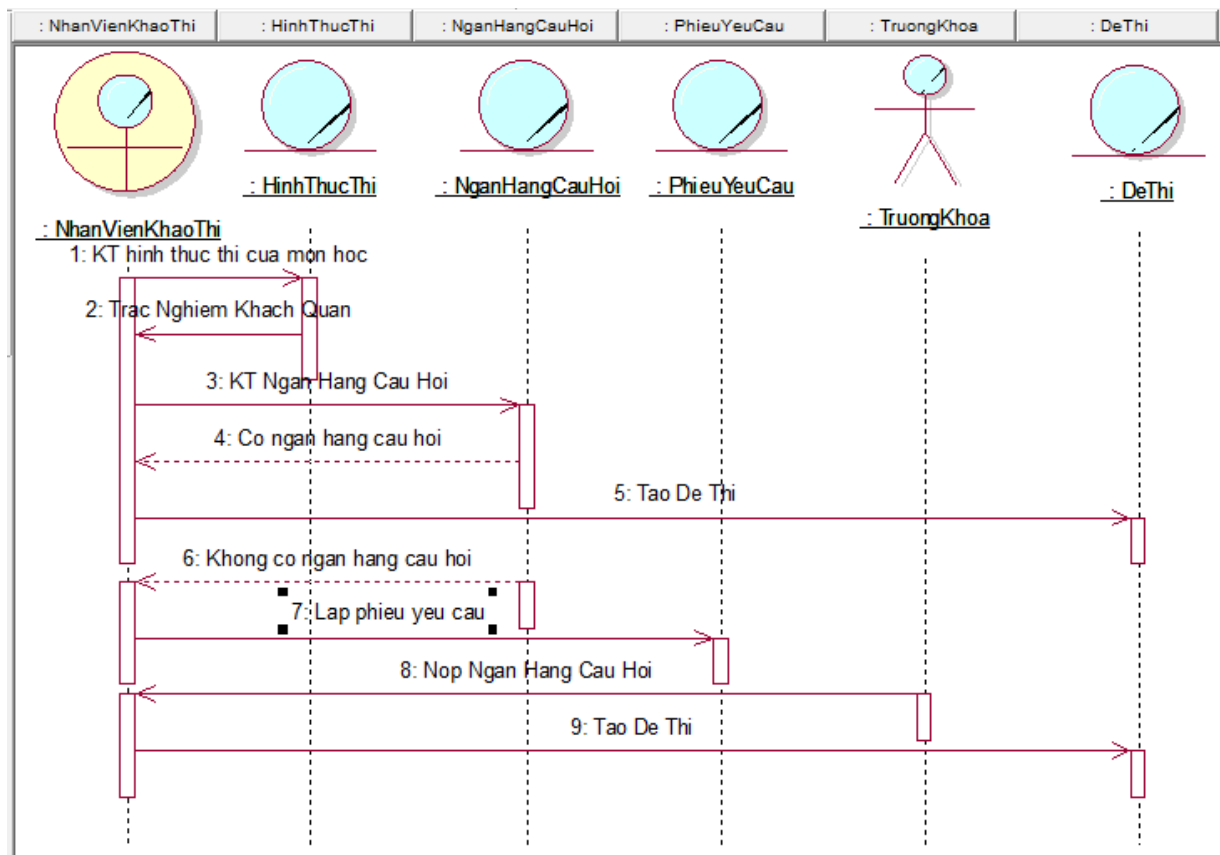 : NhanVienKhaoThi : HinhThucThi : NganHangCauHoi : PhieuYeuCau : TruongKhoa : DeThi
: HinhThucThi : NganHangCauHoi : PhieuYeuCau : DeThi
: NhanVienKhaoThi : TruongKhoa
1: KT hinh thuc thi cua mon hoc
2: Trac Nghiem Khach Quan
3: KT Ngan Hang Cau Hoi
4: Co ngan hang cau hoi
5: Tao De Thi
6: Khong co ngan hang cau hoi
7: Lap phieu yeu cau
8: Nop Ngan Hang Cau Hoi
9: Tao De Thi